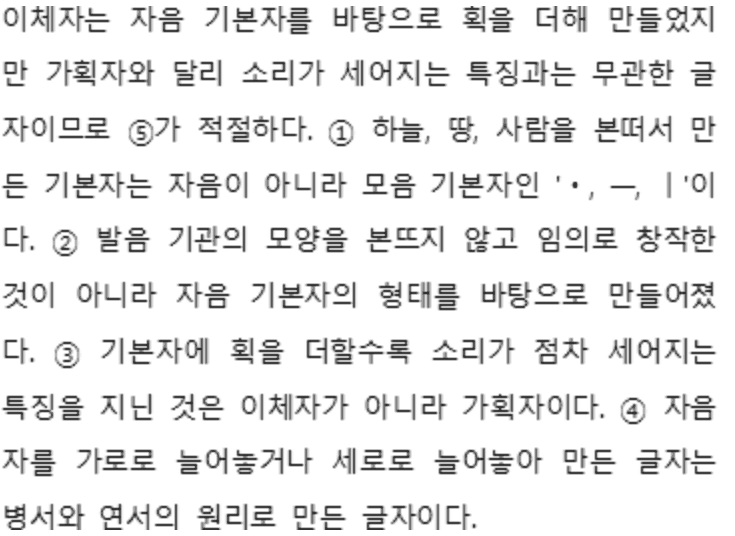 이체자는 자음 기본자를 바탕으로 획을 더해 만들었지
만 가획자와 달리 소리가 세어지는 특징과는 무관한 글
자이므로 ⑤가 적절하다. ① 하늘, 땅, 사람을 본떠서 만
든 기본자는 자음이 아니라 모음 기본자인 'ㆍ, ㅡ, ㅣ'이
다. ② 발음 기관의 모양을 본뜨지 않고 임의로 창작한
것이 아니라 자음 기본자의 형태를 바탕으로 만들어졌
다. ③ 기본자에 획을 더할수록 소리가 점차 세어지는
특징을 지닌 것은 이체자가 아니라 가획자이다. ④ 자음
자를 가로로 늘어놓거나 세로로 늘어놓아 만든 글자는
병서와 연서의 원리로 만든 글자이다.